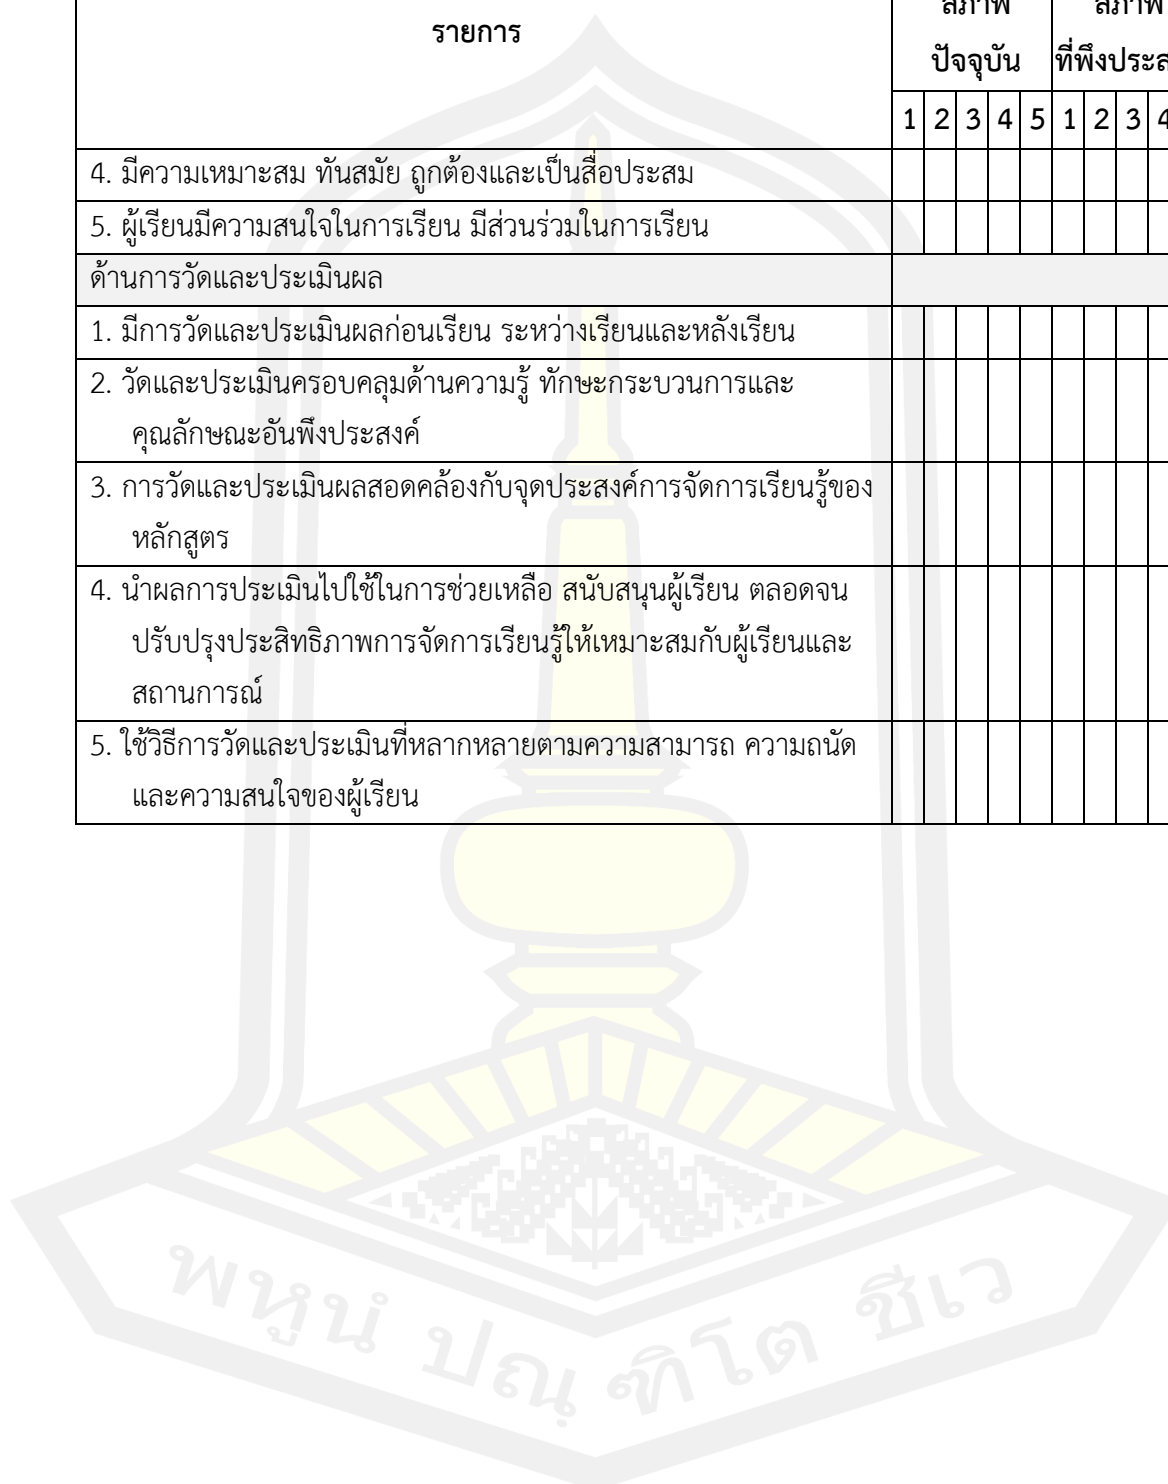 รายการ
สภาพ
ปัจจุบัน
สภาพ
ที่พึงประส
1 2 3 4 5 1 2 3 4
4. มีความเหมาะสม ทันสมัย ถูกต้องและเป็นสื่อประสม
5. ผู้เรียนมีความสนใจในการเรียน มีส่วนร่วมในการเรียน
ด้านการวัดและประเมินผล
1. มีการวัดและประเมินผลก่อนเรียน ระหว่างเรียนและหลังเรียน
2. วัดและประเมินครอบคลุมด้านความรู้ ทักษะกระบวนการและ
คุณลักษณะอันพึงประสงค์
3. การวัดและประเมินผลสอดคล้องกับจุดประสงค์การจัดการเรียนรู้ของ
หลักสูตร
4. นำผลการประเมินไปใช้ในการช่วยเหลือ สนับสนุนผู้เรียน ตลอดจน
ปรับปรุงประสิทธิภาพการจัดการเรียนรู้ให้เหมาะสมกับผู้เรียนและ
สถานการณ์
5. ใช้วิธีการวัดและประเมินที่หลากหลายตามความสามารถ ความถนัด
และความสนใจของผู้เรียน
พหูนํ ปณฺฑิโต ชีเว